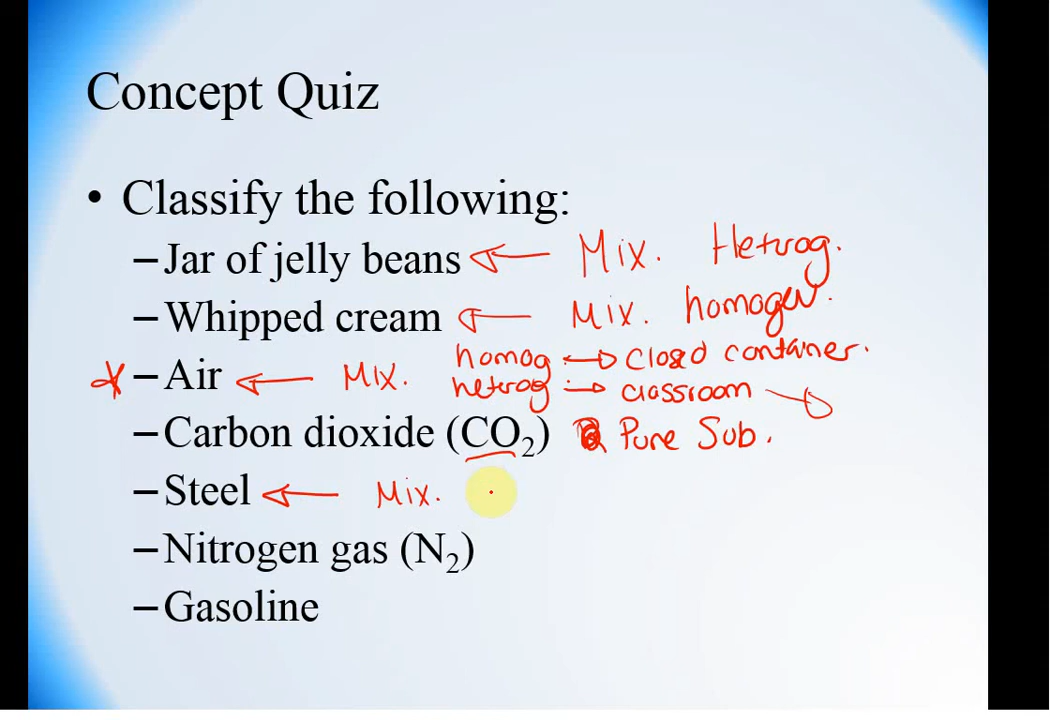 Concept Quiz
• Classify the following:
–Jar of jelly beans Mix. Hetrog.
–Whipped cream Mix. homogen.
–Air Mix. homog closed container.
hetrog classroom
–Carbon dioxide (CO₂) Pure Sub.
–Steel Mix.
–Nitrogen gas (N₂)
–Gasoline